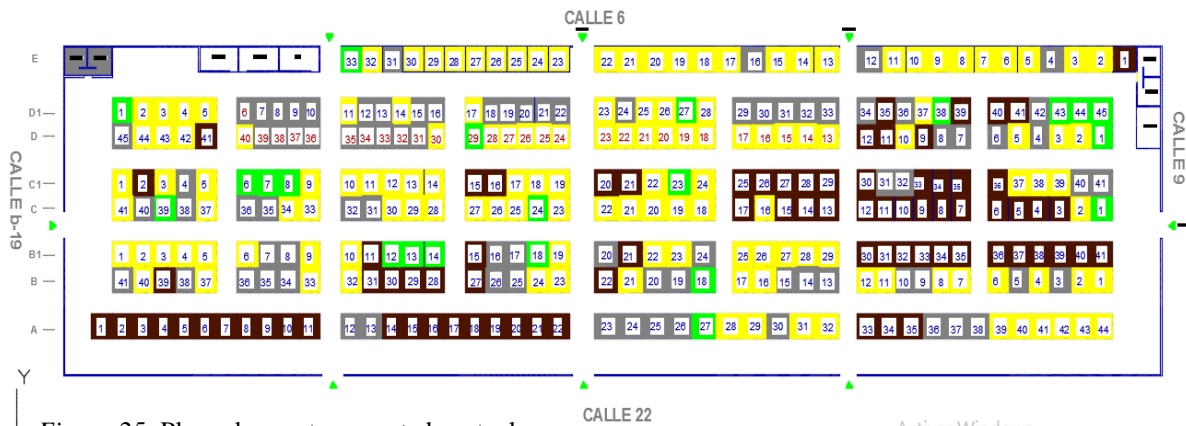 CALLE 6
E 33 32 31 30 29 28 27 26 25 24 23 22 21 20 19 18 17 16 15 14 13 12 11 10 9 8 7 6 5 4 3 2 1
D1 1 2 3 4 5 6 7 8 9 10 11 12 13 14 15 16 17 18 19 20 21 22 23 24 25 26 27 28 29 30 31 32 33 34 35 36 37 38 39 40 41 42 43 44 45
D 45 44 43 42 41 40 39 38 37 36 35 34 33 32 31 30 29 28 27 26 25 24 23 22 21 20 19 18 17 16 15 14 13 12 11 10 9 8 7 6 5 4 3 2 1
CALLE b-19
CALLE 9
C1 1 2 3 4 5 6 7 8 9 10 11 12 13 14 15 16 17 18 19 20 21 22 23 24 25 26 27 28 29 30 31 32 33 34 35 36 37 38 39 40 41
C 41 40 39 38 37 36 35 34 33 32 31 30 29 28 27 26 25 24 23 22 21 20 19 18 17 16 15 14 13 12 11 10 9 8 7 6 5 4 3 2 1
B1 1 2 3 4 5 6 7 8 9 10 11 12 13 14 15 16 17 18 19 20 21 22 23 24 25 26 27 28 29 30 31 32 33 34 35 36 37 38 39 40 41
B 41 40 39 38 37 36 35 34 33 32 31 30 29 28 27 26 25 24 23 22 21 20 19 18 17 16 15 14 13 12 11 10 9 8 7 6 5 4 3 2 1
A 1 2 3 4 5 6 7 8 9 10 11 12 13 14 15 16 17 18 19 20 21 22 23 24 25 26 27 28 29 30 31 32 33 34 35 36 37 38 39 40 41 42 43 44
Y
CALLE 22